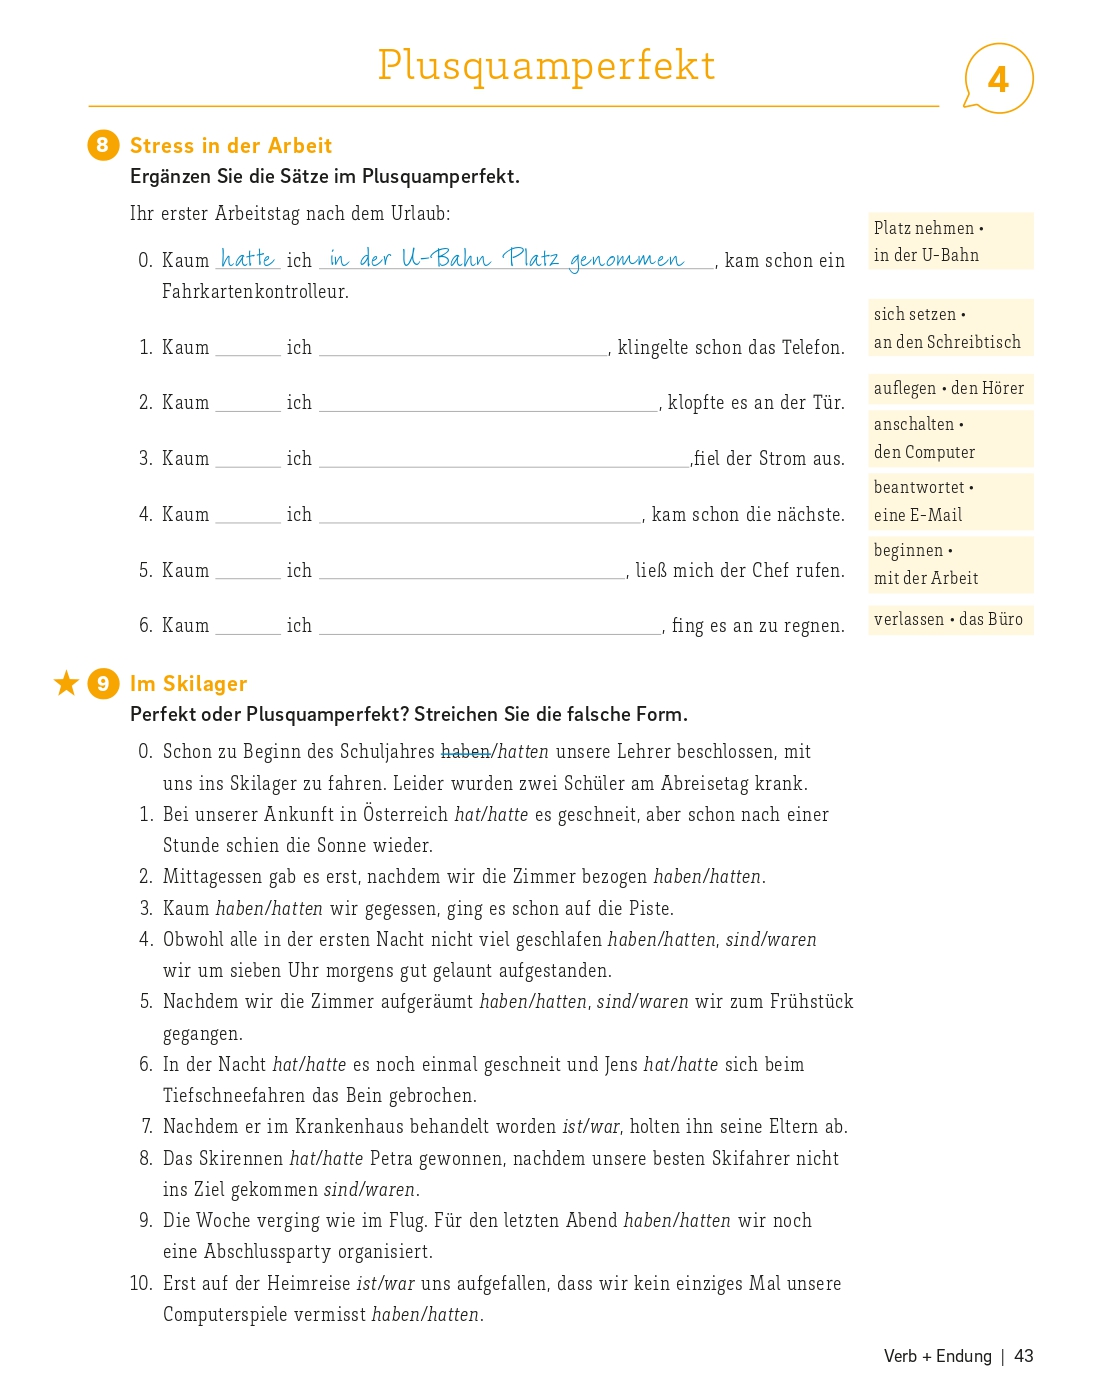 Plusquamperfekt
4
8 Stress in der Arbeit
Ergänzen Sie die Sätze im Plusquamperfekt.
Ihr erster Arbeitstag nach dem Urlaub:
0. Kaum hatte ich in der U-Bahn Platz genommen, kam schon ein
Fahrkartenkontrolleur.
Platz nehmen •
in der U-Bahn
1. Kaum ______ ich ______, klingelte schon das Telefon.
sich setzen •
an den Schreibtisch
2. Kaum ______ ich ______, klopfte es an der Tür.
auflegen • den Hörer
3. Kaum ______ ich ______,fiel der Strom aus.
anschalten •
den Computer
4. Kaum ______ ich ______, kam schon die nächste.
beantwortet •
eine E-Mail
5. Kaum ______ ich ______, ließ mich der Chef rufen.
beginnen •
mit der Arbeit
6. Kaum ______ ich ______, fing es an zu regnen.
verlassen • das Büro
9 Im Skilager
Perfekt oder Plusquamperfekt? Streichen Sie die falsche Form.
0. Schon zu Beginn des Schuljahres haben/hatten unsere Lehrer beschlossen, mit
uns ins Skilager zu fahren. Leider wurden zwei Schüler am Abreisetag krank.
1. Bei unserer Ankunft in Österreich hat/hatte es geschneit, aber schon nach einer
Stunde schien die Sonne wieder.
2. Mittagessen gab es erst, nachdem wir die Zimmer bezogen haben/hatten.
3. Kaum haben/hatten wir gegessen, ging es schon auf die Piste.
4. Obwohl alle in der ersten Nacht nicht viel geschlafen haben/hatten, sind/waren
wir um sieben Uhr morgens gut gelaunt aufgestanden.
5. Nachdem wir die Zimmer aufgeräumt haben/hatten, sind/waren wir zum Frühstück
gegangen.
6. In der Nacht hat/hatte es noch einmal geschneit und Jens hat/hatte sich beim
Tiefschneefahren das Bein gebrochen.
7. Nachdem er im Krankenhaus behandelt worden ist/war, holten ihn seine Eltern ab.
8. Das Skirennen hat/hatte Petra gewonnen, nachdem unsere besten Skifahrer nicht
ins Ziel gekommen sind/waren.
9. Die Woche verging wie im Flug. Für den letzten Abend haben/hatten wir noch
eine Abschlussparty organisiert.
10. Erst auf der Heimreise ist/war uns aufgefallen, dass wir kein einziges Mal unsere
Computerspiele vermisst haben/hatten.
Verb + Endung | 43